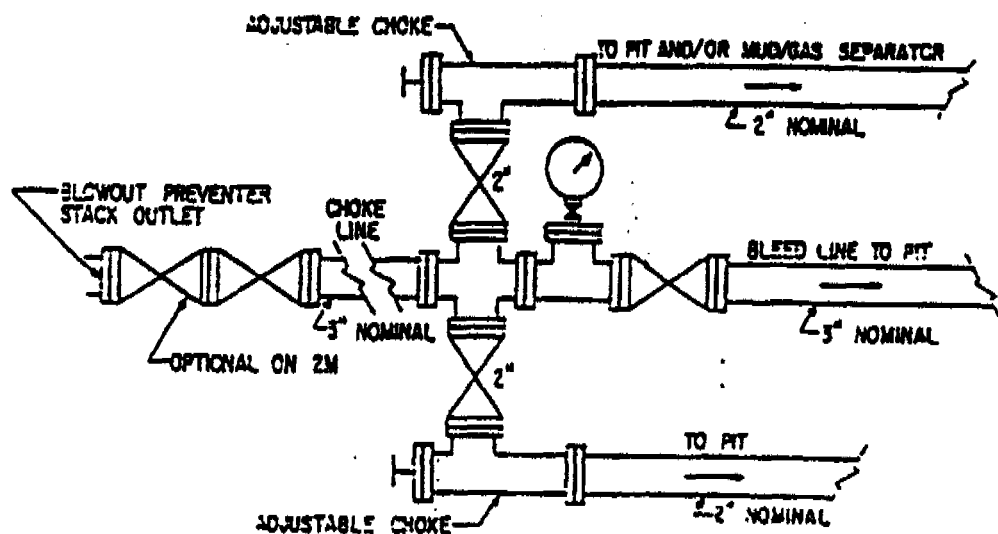 ADJUSTABLE CHOKE
TO PIT AND/OR MUD/GAS SEPARATOR
2" NOMINAL
2"
BLOWOUT PREVENTER
STACK OUTLET
CHOKE
LINE
BLEED LINE TO PIT
3" NOMINAL
3" NOMINAL
OPTIONAL ON 2M
2"
TO PIT
2" NOMINAL
ADJUSTABLE CHOKE